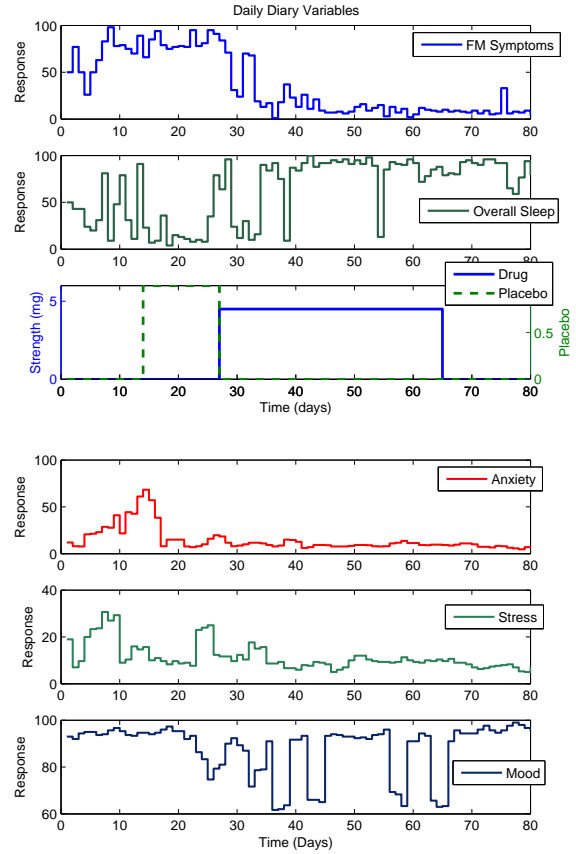 Daily Diary Variables
Response
100
50
0
0 10 20 30 40 50 60 70 80
FM Symptoms
Response
100
50
0
0 10 20 30 40 50 60 70 80
Overall Sleep
Strength (mg)
5
0
0 10 20 30 40 50 60 70 80
Time (days)
Drug
Placebo
0.5
0
Placebo
Response
100
50
0
0 10 20 30 40 50 60 70 80
Anxiety
Response
40
20
0
0 10 20 30 40 50 60 70 80
Stress
Response
100
80
60
0 10 20 30 40 50 60 70 80
Mood
Time (Days)